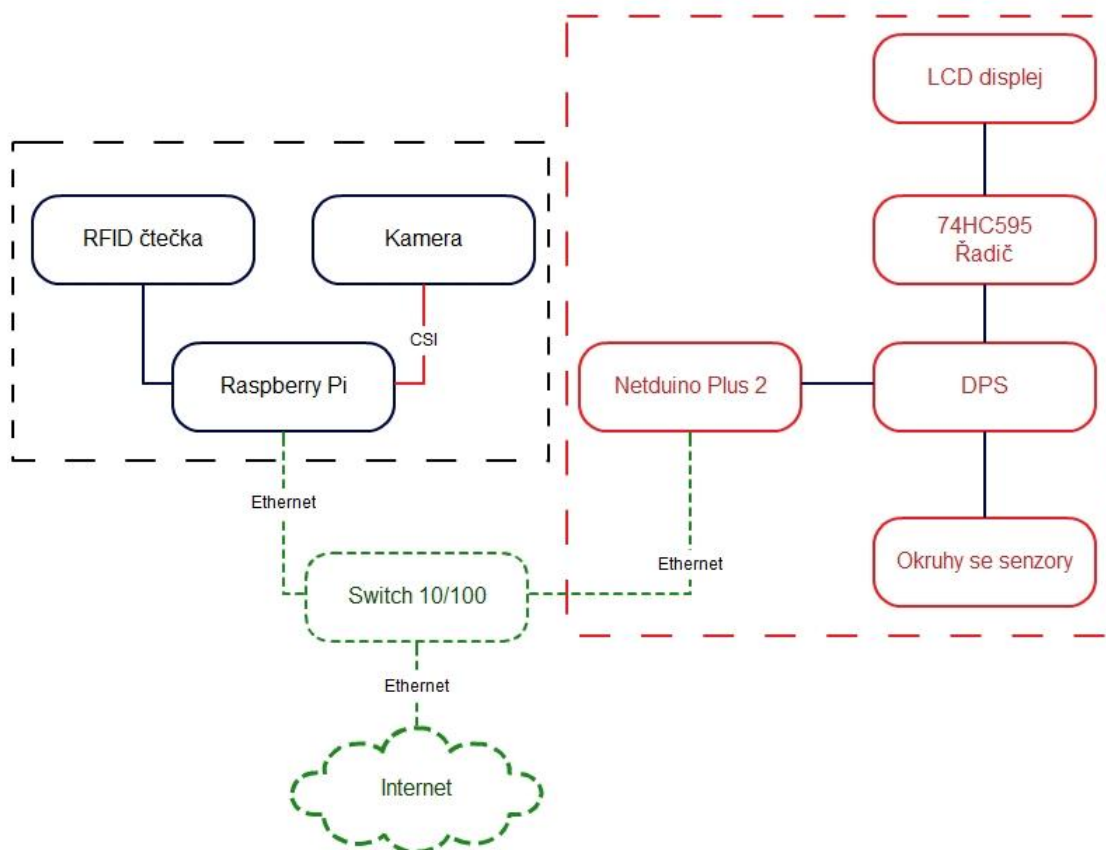 LCD displej
RFID čtečka
Kamera
74HC595
Řadič
CSI
Raspberry Pi
Netduino Plus 2
DPS
Ethernet
Switch 10/100
Ethernet
Okruhy se senzory
Ethernet
Internet